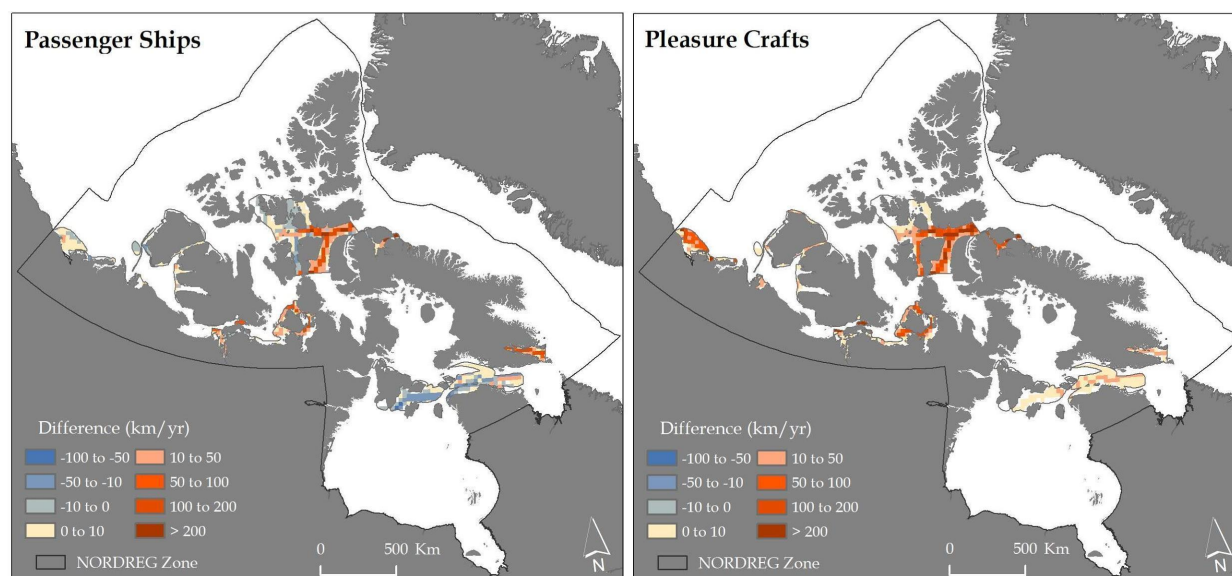 Passenger Ships
Difference (km/yr)
-100 to -50 10 to 50
-50 to -10 50 to 100
-10 to 0 100 to 200
0 to 10 > 200
NORDREG Zone
0 500 Km
N
Pleasure Crafts
Difference (km/yr)
-100 to -50 10 to 50
-50 to -10 50 to 100
-10 to 0 100 to 200
0 to 10 > 200
NORDREG Zone
0 500 Km
N